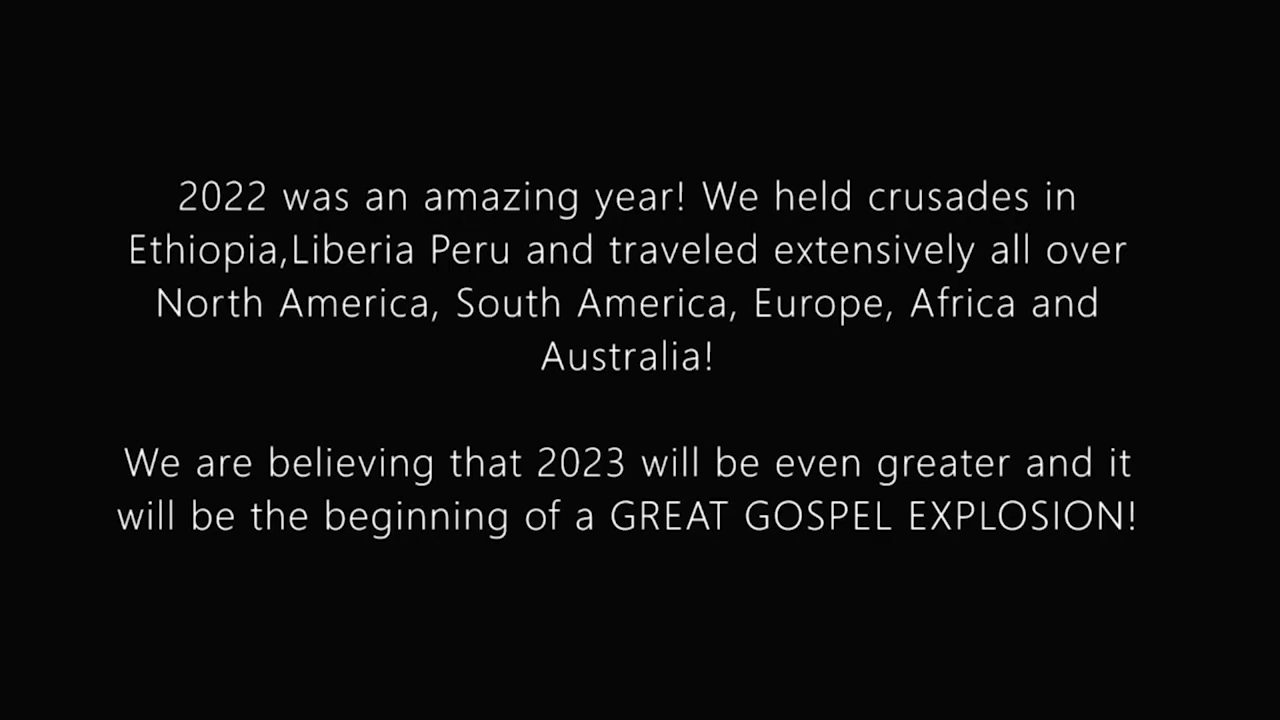 2022 was an amazing year! We held crusades in
Ethiopia,Liberia Peru and traveled extensively all over
North America, South America, Europe, Africa and
Australia!
We are believing that 2023 will be even greater and it
will be the beginning of a GREAT GOSPEL EXPLOSION!